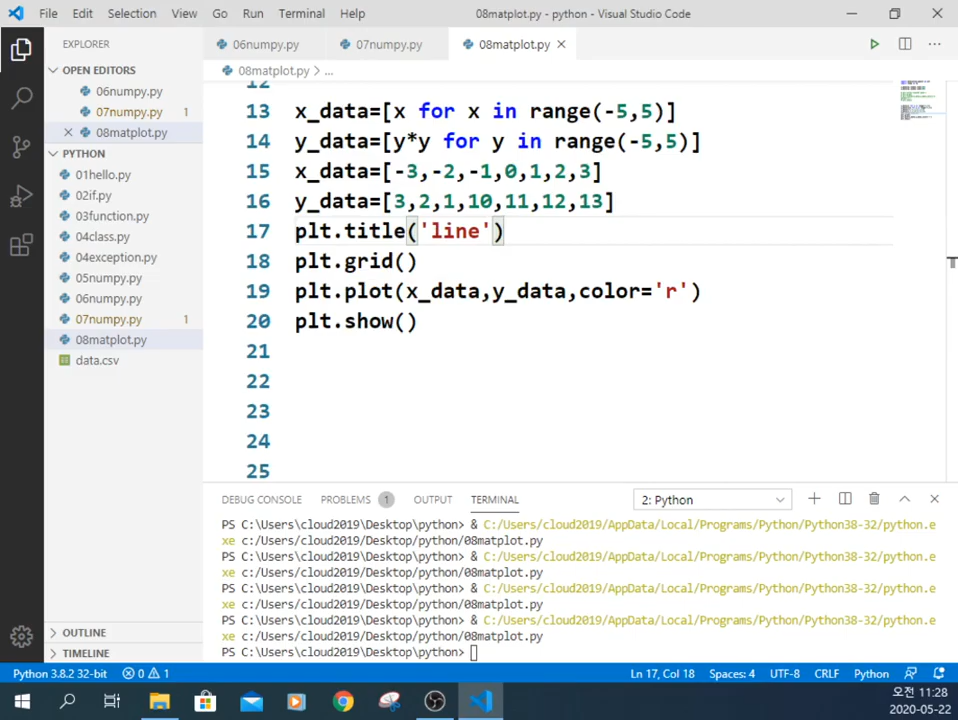 File Edit Selection View Go Run Terminal Help 08matplot.py - python - Visual Studio Code
EXPLORER
OPEN EDITORS
06numpy.py
07numpy.py 1
08matplot.py
PYTHON
01hello.py
02if.py
03function.py
04class.py
04exception.py
05numpy.py
06numpy.py
07numpy.py 1
08matplot.py
data.csv
OUTLINE
TIMELINE
06numpy.py 07numpy.py 08matplot.py
08matplot.py > ...
12
13 x_data=[x for x in range(-5,5)]
14 y_data=[y*y for y in range(-5,5)]
15 x_data=[-3,-2,-1,0,1,2,3]
16 y_data=[3,2,1,10,11,12,13]
17 plt.title('line')
18 plt.grid()
19 plt.plot(x_data,y_data,color='r')
20 plt.show()
21
22
23
24
25
DEBUG CONSOLE PROBLEMS 1 OUTPUT TERMINAL 2: Python
PS C:\Users\cloud2019\Desktop\python> & C:/Users/cloud2019/AppData/Local/Programs/Python/Python38-32/python.e
xe c:/Users/cloud2019/Desktop/python/08matplot.py
PS C:\Users\cloud2019\Desktop\python> & C:/Users/cloud2019/AppData/Local/Programs/Python/Python38-32/python.e
xe c:/Users/cloud2019/Desktop/python/08matplot.py
PS C:\Users\cloud2019\Desktop\python> & C:/Users/cloud2019/AppData/Local/Programs/Python/Python38-32/python.e
xe c:/Users/cloud2019/Desktop/python/08matplot.py
PS C:\Users\cloud2019\Desktop\python> & C:/Users/cloud2019/AppData/Local/Programs/Python/Python38-32/python.e
xe c:/Users/cloud2019/Desktop/python/08matplot.py
PS C:\Users\cloud2019\Desktop\python>
Python 3.8.2 32-bit 0 1 Ln 17, Col 18 Spaces: 4 UTF-8 CRLF Python
오전 11:28
2020-05-22